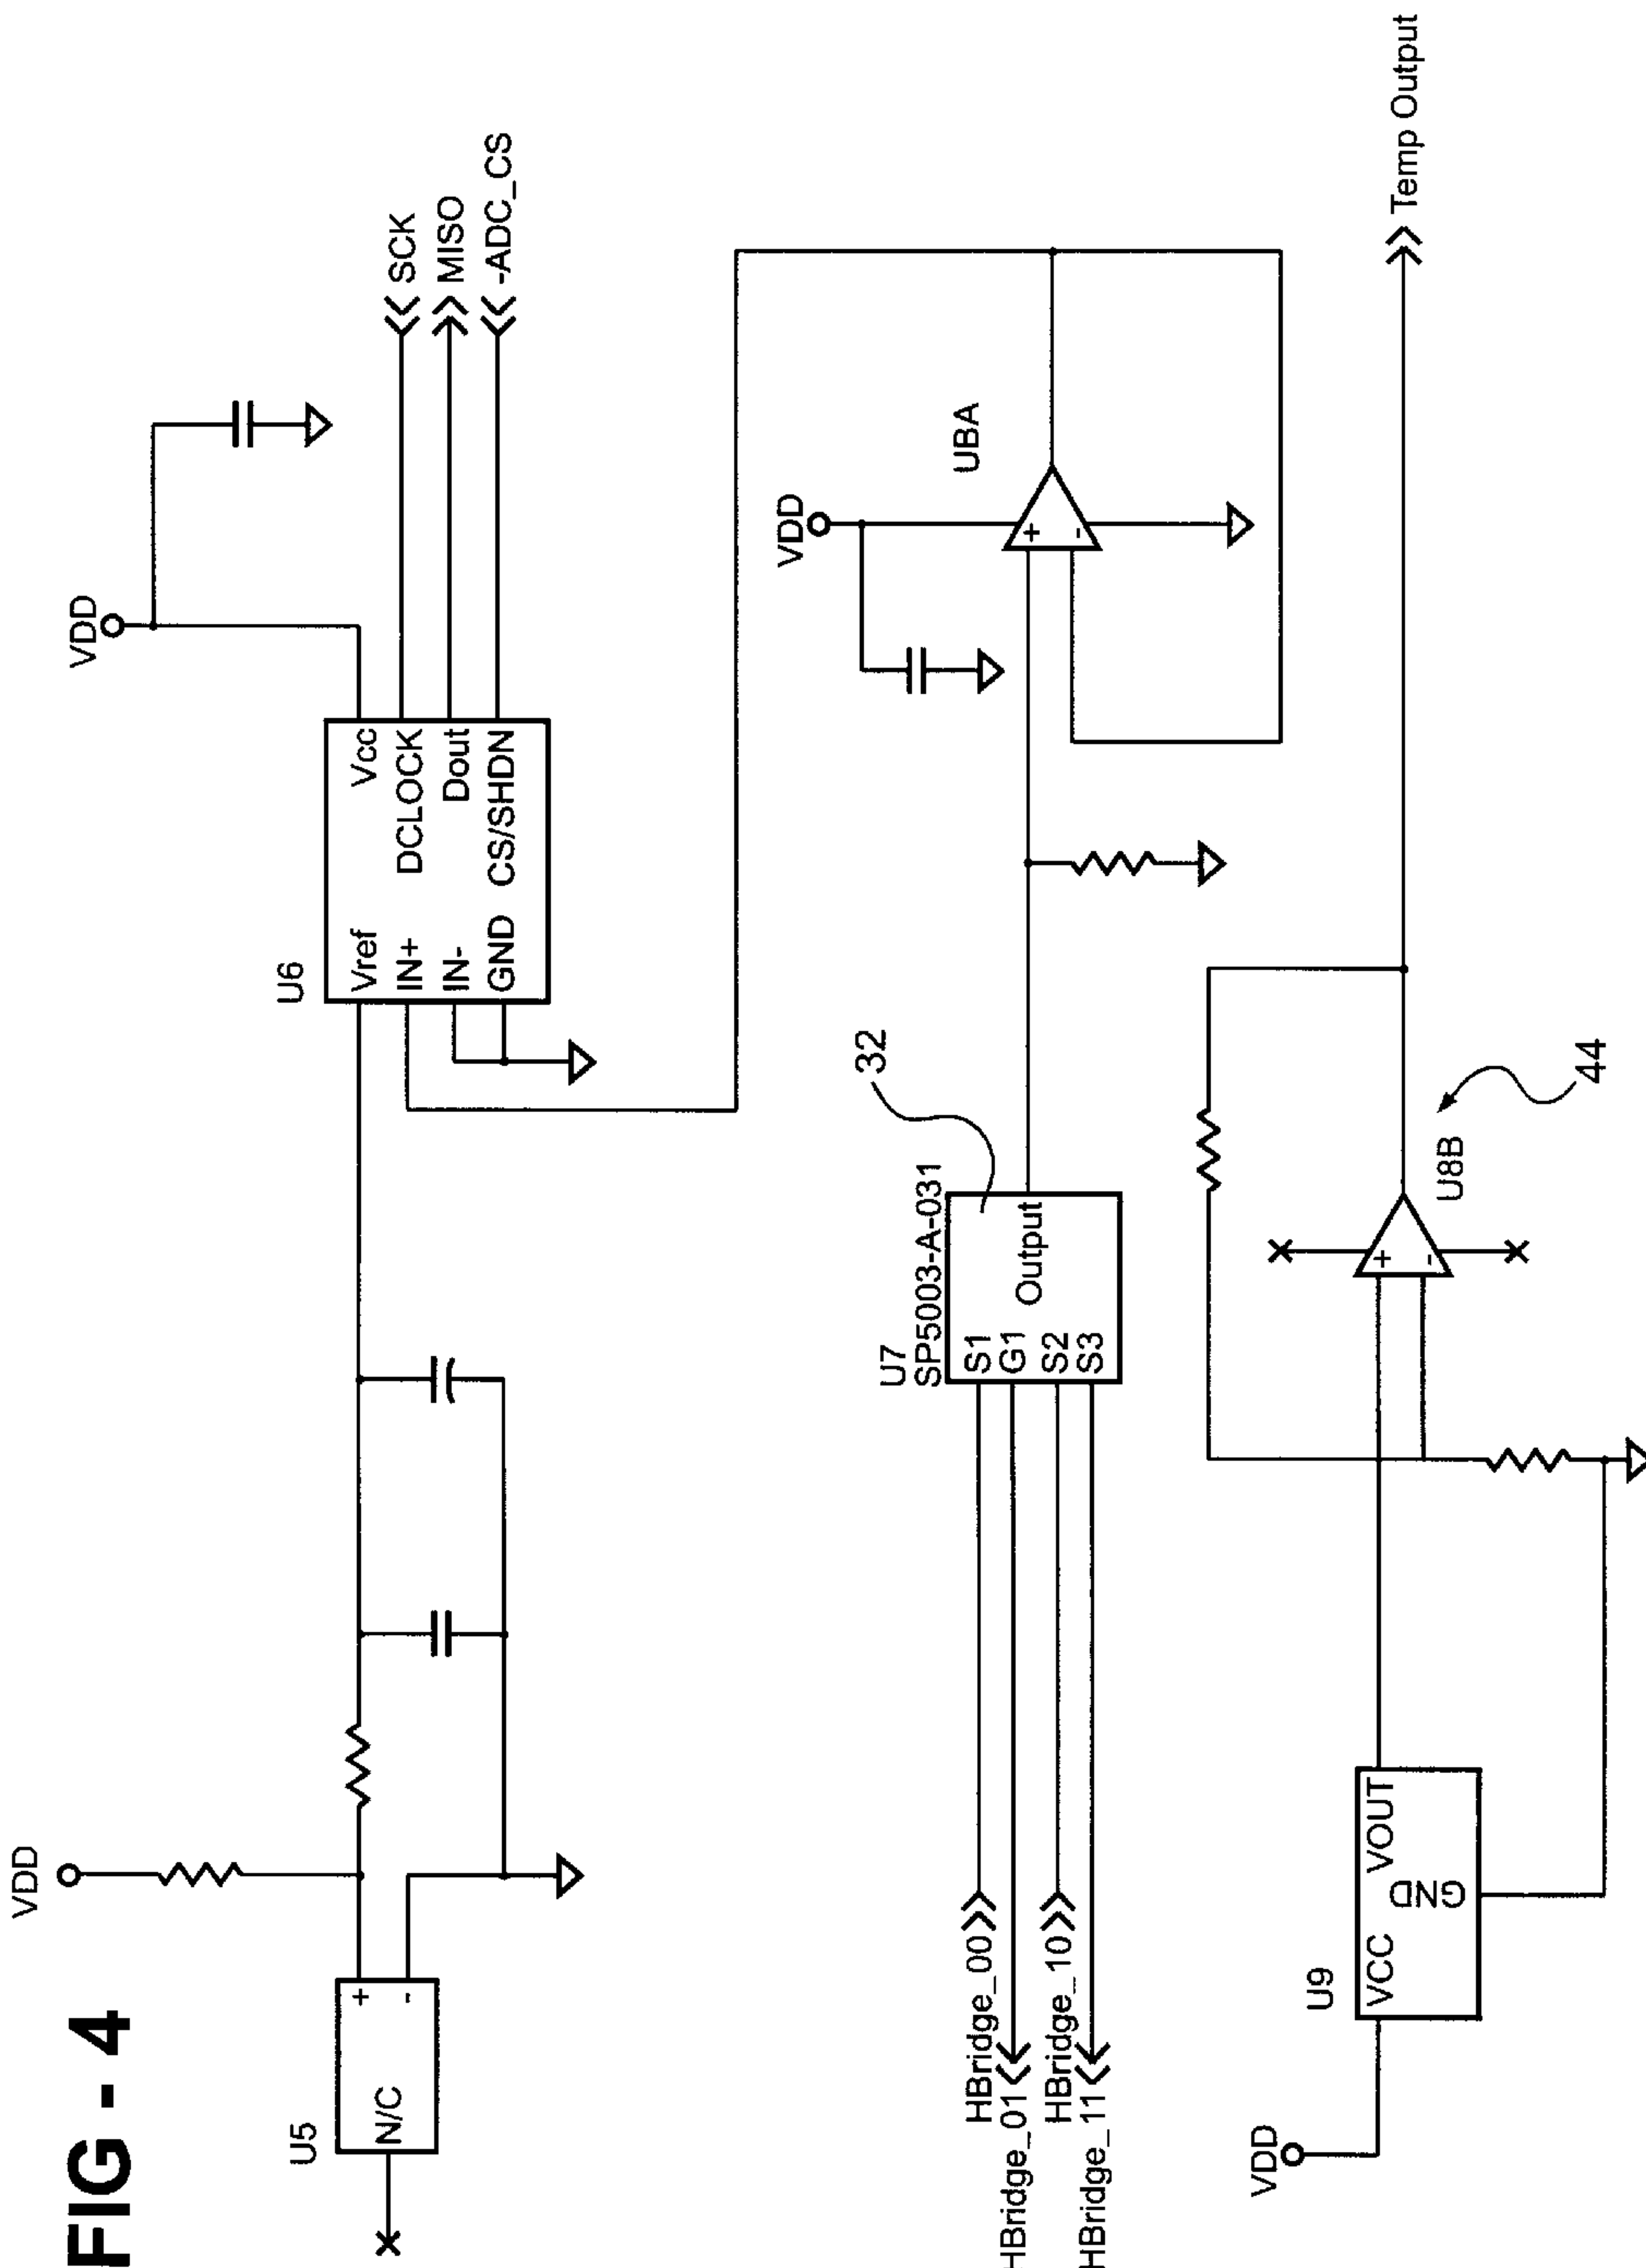 FIG - 4
VDD
U5
N/C
+
-
U6
Vref
IN+
IN-
GND
Vcc
DCLOCK
Dout
CS/SHDN
VDD
SCK
MISO
-ADC_CS
HBridge_00
HBridge_01
HBridge_10
HBridge_11
U7
SP5003-A-031
S1
G1
S2
S3
Output
32
VDD
UBA
+
-
VDD
U9
VCC
VOUT
GND
+
-
U8B
44
Temp Output